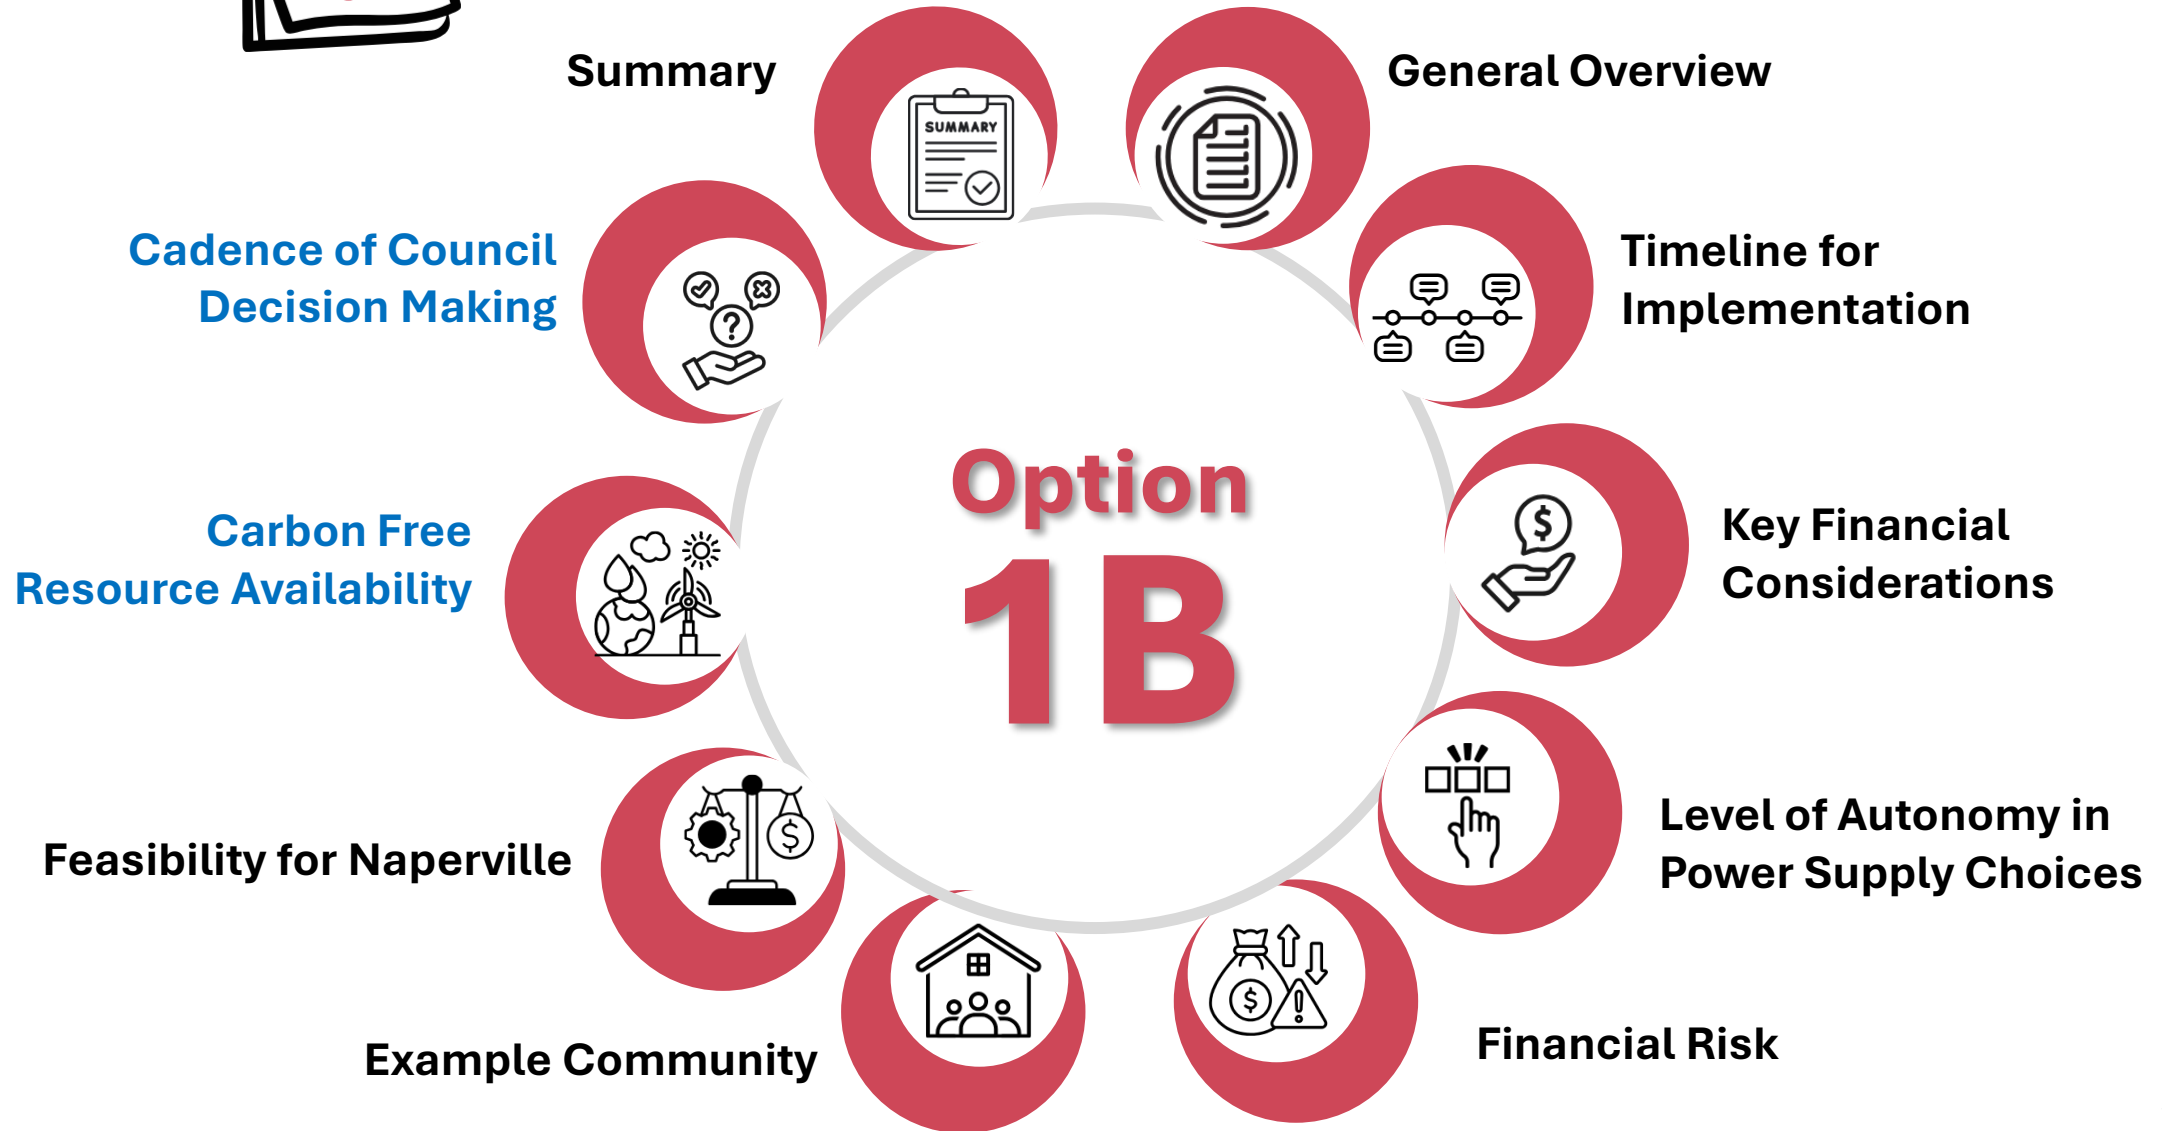 Summary
SUMMARY
General Overview
Timeline for
Implementation
Key Financial
Considerations
$
Level of Autonomy in
Power Supply Choices
Financial Risk
$
!
Example Community
Feasibility for Naperville
$
Carbon Free
Resource Availability
Cadence of Council
Decision Making
?
Option
1B